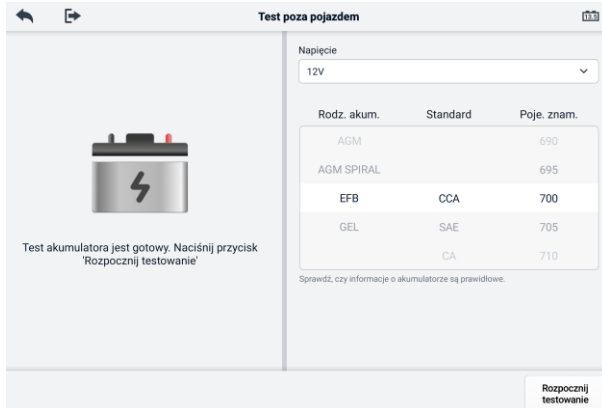 Test poza pojazdem
13.3
Napięcie
12V
Rodz. akum. Standard Poje. znam.
AGM 690
AGM SPIRAL 695
EFB CCA 700
GEL SAE 705
CA 710
Sprawdź, czy informacje o akumulatorze są prawidłowe.
Test akumulatora jest gotowy. Naciśnij przycisk
'Rozpocznij testowanie'
Rozpocznij
testowanie